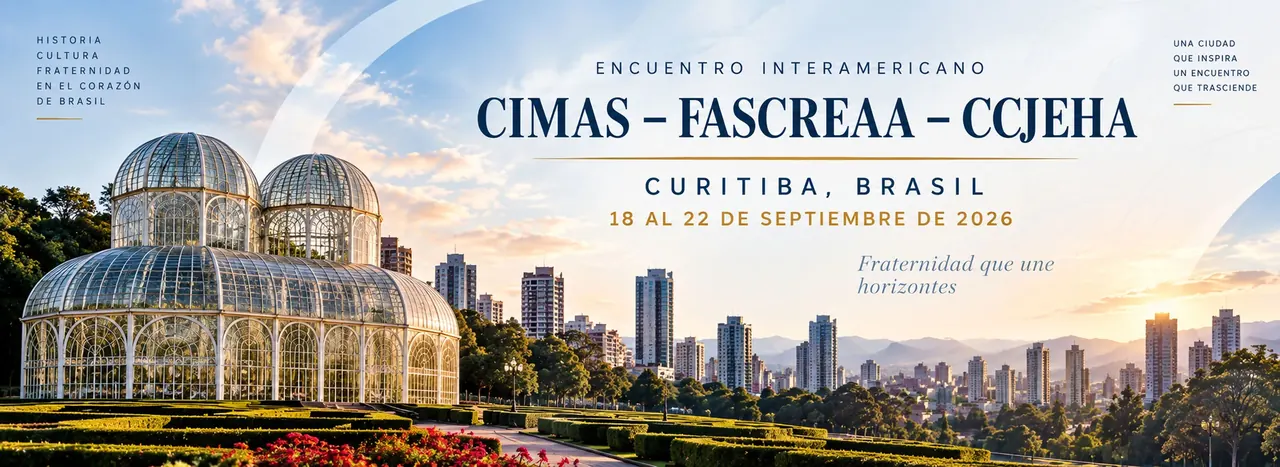 HISTORIA
CULTURA
FRATERNIDAD
EN EL CORAZÓN
DE BRASIL
ENCUENTRO INTERAMERICANO
CIMAS – FASCREAA – CCJEHA
CURITIBA, BRASIL
18 AL 22 DE SEPTIEMBRE DE 2026
Fraternidad que une
horizontes
UNA CIUDAD
QUE INSPIRA
UN ENCUENTRO
QUE TRASCIENDE